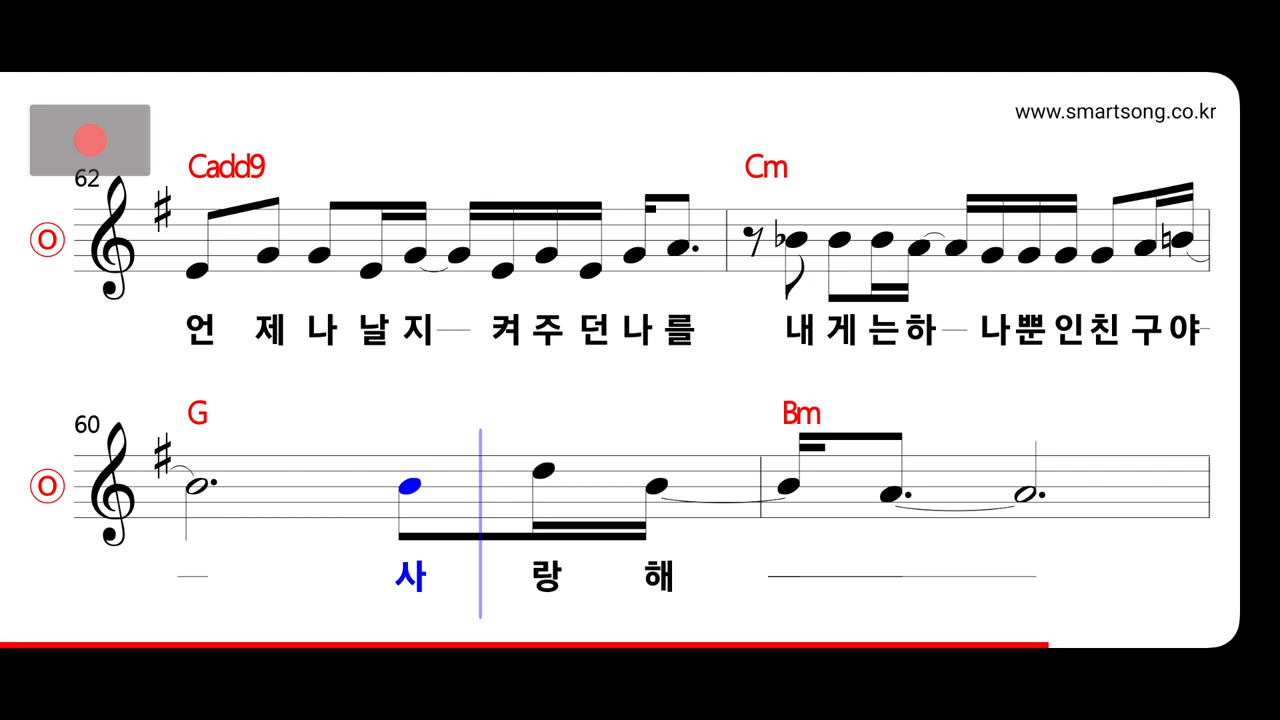 www.smartsong.co.kr
Cadd9 Cm
62
O
언 제 나 날 지 켜 주 던 나 를 내 게 는 하 나 뿐 인 친 구 야
G Bm
60
O
사 랑 해